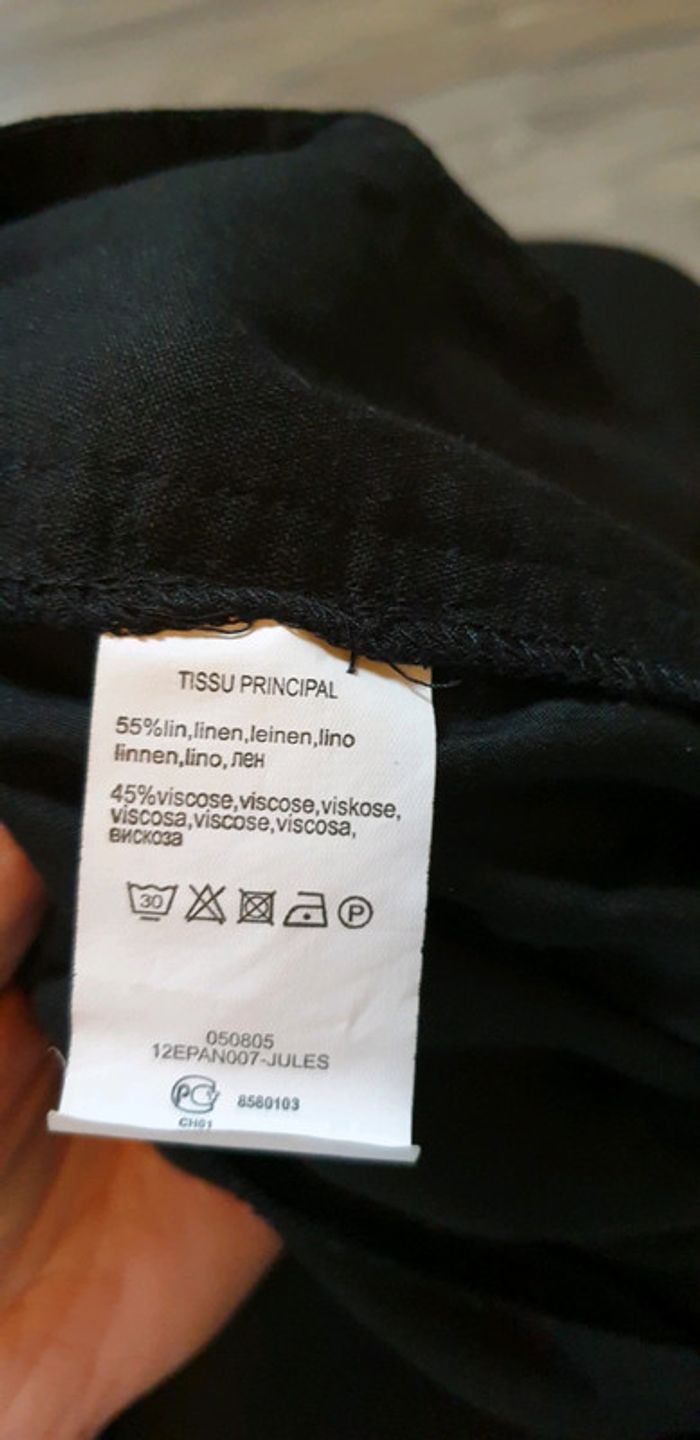 TISSU PRINCIPAL
55%lin,linen,leinen,lino
linnen,lino,лен
45%viscose,viscose,viskose,
viscosa,viscose,viscosa,
вискоза
30
P
050805
12EPAN007-JULES
PC 8580103
CH01